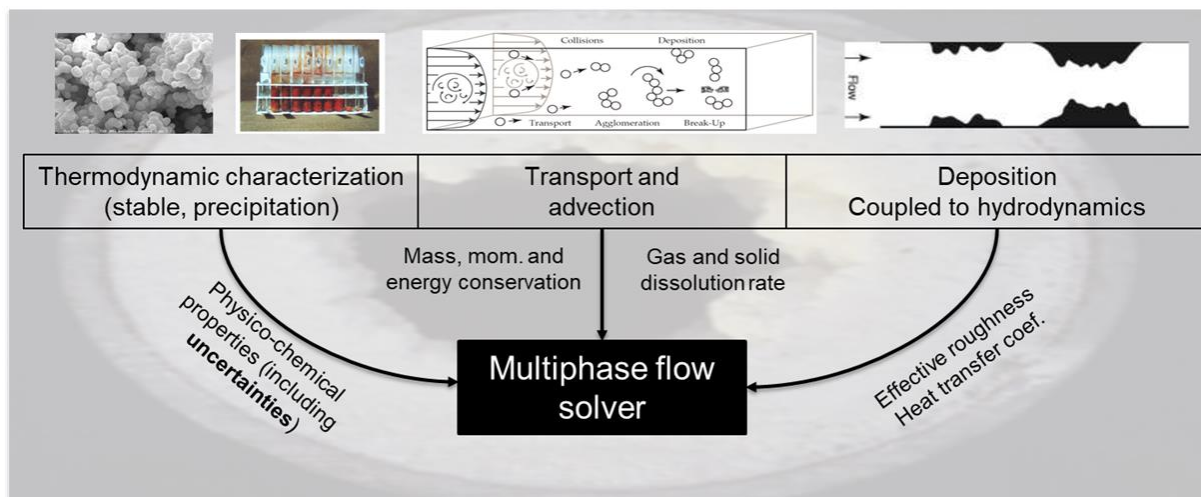 Collisions
Deposition
Transport
Agglomeration
Break-Up
Flow
Thermodynamic characterization
(stable, precipitation)
Transport and
advection
Deposition
Coupled to hydrodynamics
Mass, mom. and
energy conservation
Gas and solid
dissolution rate
Physico-chemical
properties (including
uncertainties)
Effective roughness
Heat transfer coef.
Multiphase flow
solver